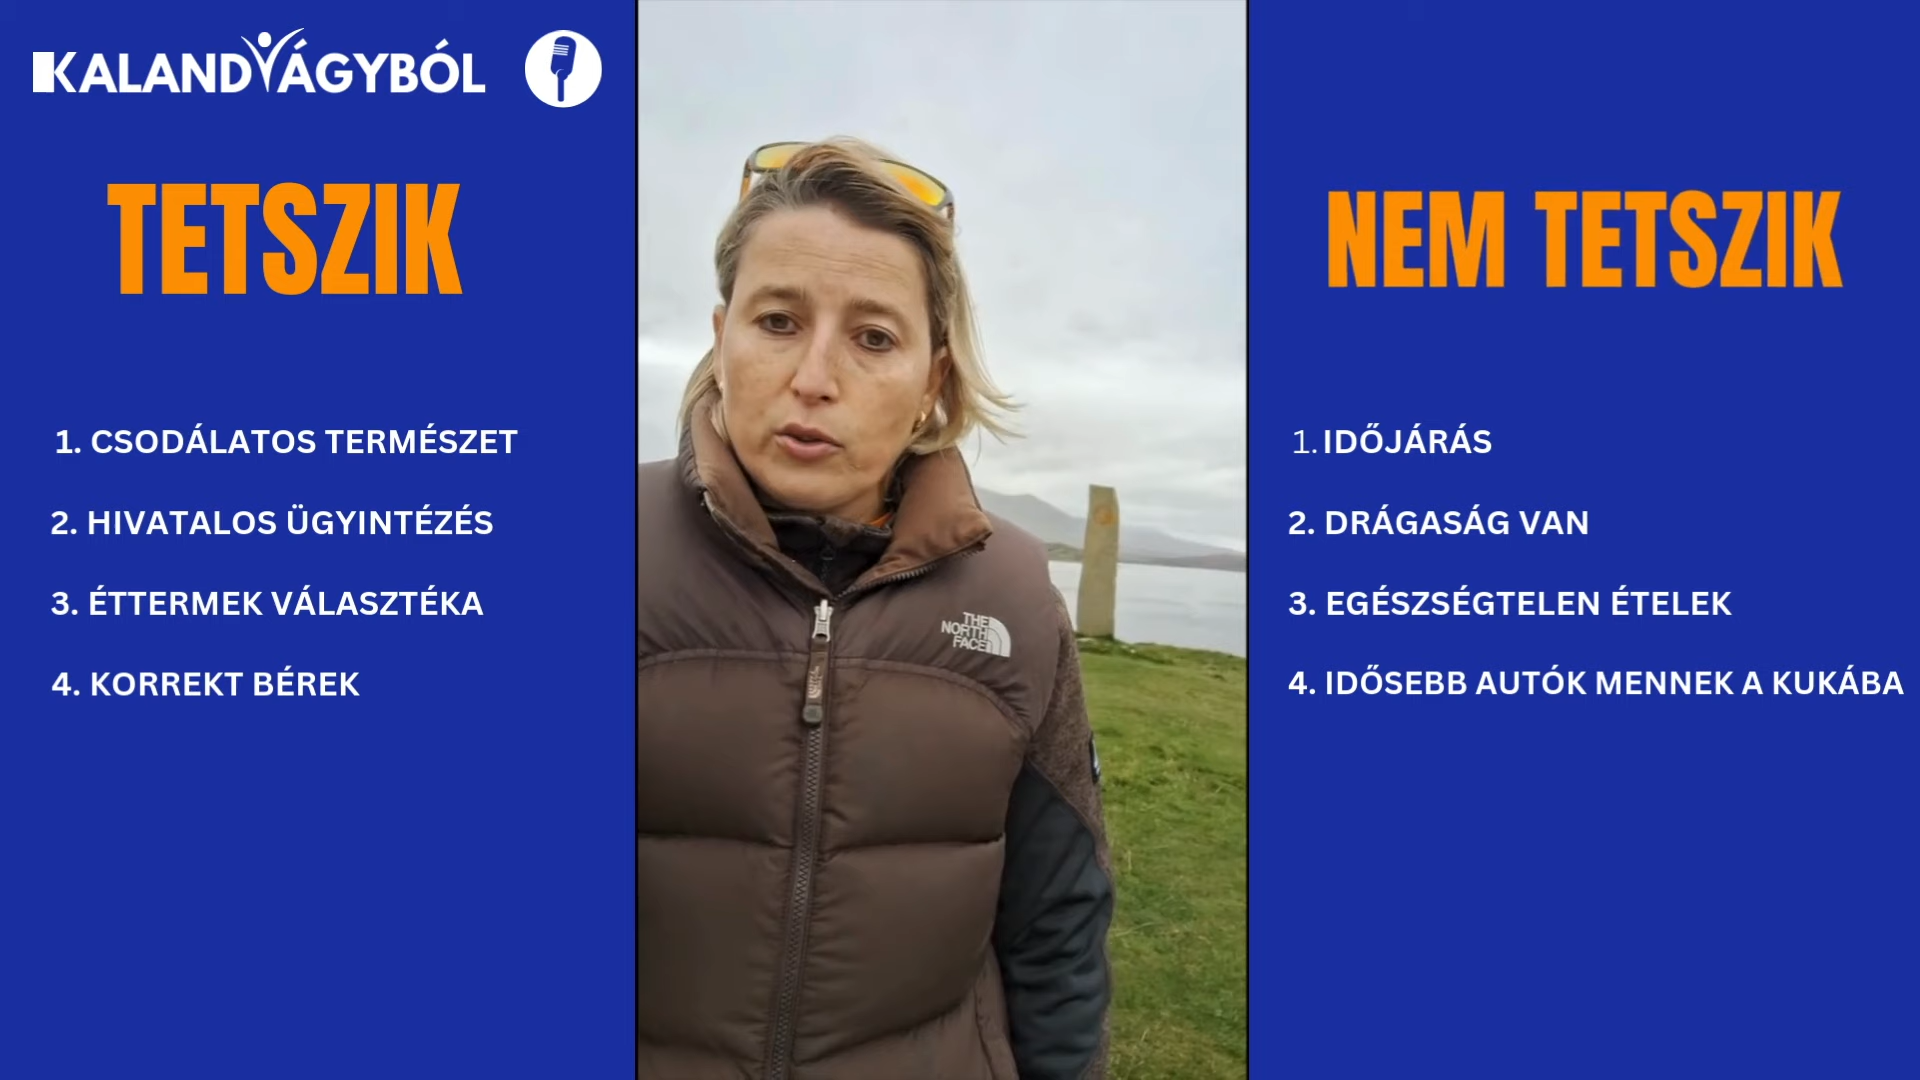 KALANDVÁGYBÓL
TETSZIK
1. CSODÁLATOS TERMÉSZET
2. HIVATALOS ÜGYINTÉZÉS
3. ÉTTERMEK VÁLASZTÉKA
4. KORREKT BÉREK
THE
NORTH
FACE
NEM TETSZIK
1. IDŐJÁRÁS
2. DRÁGASÁG VAN
3. EGÉSZSÉGTELEN ÉTELEK
4. IDŐSEBB AUTÓK MENNEK A KUKÁBA